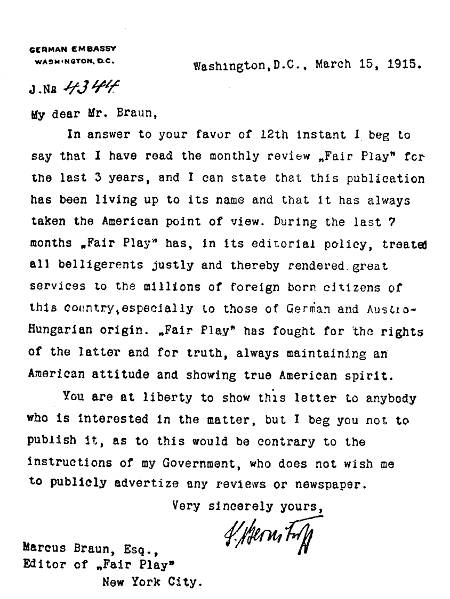 GERMAN EMBASSY
WASHINGTON, D.C.
Washington,D.C., March 15, 1915.
J.№ 4344
My dear Mr. Braun,
In answer to your favor of 12th instant I beg to
say that I have read the monthly review „Fair Play" for
the last 3 years, and I can state that this publication
has been living up to its name and that it has always
taken the American point of view. During the last 7
months „Fair Play" has, in its editorial policy, treated
all belligerents justly and thereby rendered great
services to the millions of foreign born citizens of
this country,especially to those of German and Austro-
Hungarian origin. „Fair Play" has fought for the rights
of the latter and for truth, always maintaining an
American attitude and showing true American spirit.
You are at liberty to show this letter to anybody
who is interested in the matter, but I beg you not to
publish it, as to this would be contrary to the
instructions of my Government, who does not wish me
to publicly advertize any reviews or newspaper.
Very sincerely yours,
J. Bernstorff
Marcus Braun, Esq.,
Editor of „Fair Play"
New York City.